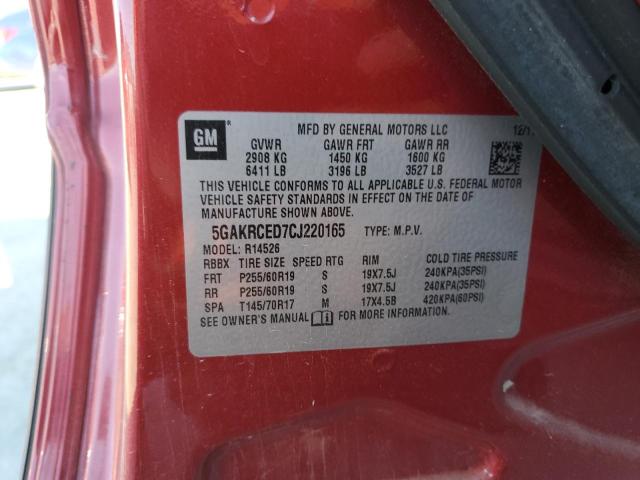 GM
MFD BY GENERAL MOTORS LLC
GVWR GAWR FRT GAWR RR
2908 KG 1450 KG 1600 KG
6411 LB 3196 LB 3527 LB
THIS VEHICLE CONFORMS TO ALL APPLICABLE U.S. FEDERAL MOTOR
VEHICLE SAFETY STANDARDS IN EFFECT ON THE DATE OF
MANUFACTURE SHOWN ABOVE.
5GAKRCED7CJ220165 TYPE: M.P.V.
MODEL: R14526
RBBX TIRE SIZE SPEED RTG RIM COLD TIRE PRESSURE
FRT P255/60R19 S 19X7.5J 240KPA(35PSI)
RR P255/60R19 S 19X7.5J 240KPA(35PSI)
SPA T145/70R17 M 17X4.5B 420KPA(60PSI)
SEE OWNER'S MANUAL FOR MORE INFORMATION.